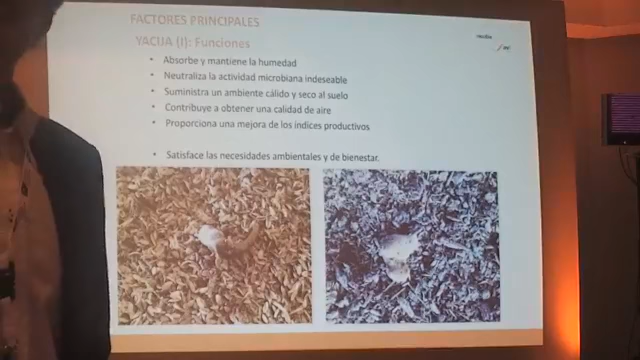 FACTORES PRINCIPALES
YACIJA (I): Funciones
• Absorbe y mantiene la humedad
• Neutraliza la actividad microbiana indeseable
• Suministra un ambiente cálido y seco al suelo
• Contribuye a obtener una calidad de aire
• Proporciona una mejora de los índices productivos
• Satisface las necesidades ambientales y de bienestar.